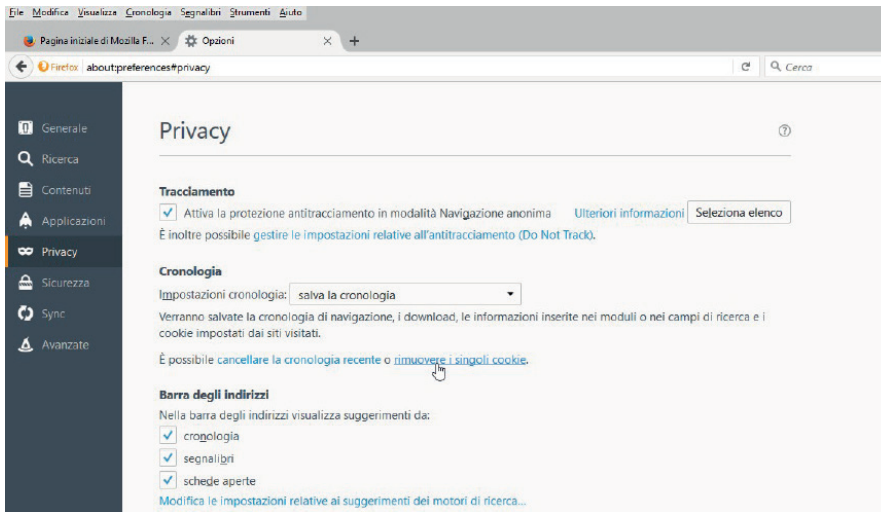 File Modifica Visualizza Cronologia Segnalibri Strumenti Aiuto
Pagina iniziale di Mozilla F... Opzioni
Firefox about:preferences#privacy Cerca
Generale
Ricerca
Contenuti
Applicazioni
Privacy
Sicurezza
Sync
Avanzate
Privacy
Tracciamento
Attiva la protezione antitracciamento in modalità Navigazione anonima Ulteriori informazioni Seleziona elenco
È inoltre possibile gestire le impostazioni relative all'antitracciamento (Do Not Track).
Cronologia
Impostazioni cronologia: salva la cronologia
Verranno salvate la cronologia di navigazione, i download, le informazioni inserite nei moduli o nei campi di ricerca e i
cookie impostati dai siti visitati.
È possibile cancellare la cronologia recente o rimuovere i singoli cookie.
Barra degli indirizzi
Nella barra degli indirizzi visualizza suggerimenti da:
cronologia
segnalibri
schede aperte
Modifica le impostazioni relative ai suggerimenti dei motori di ricerca...